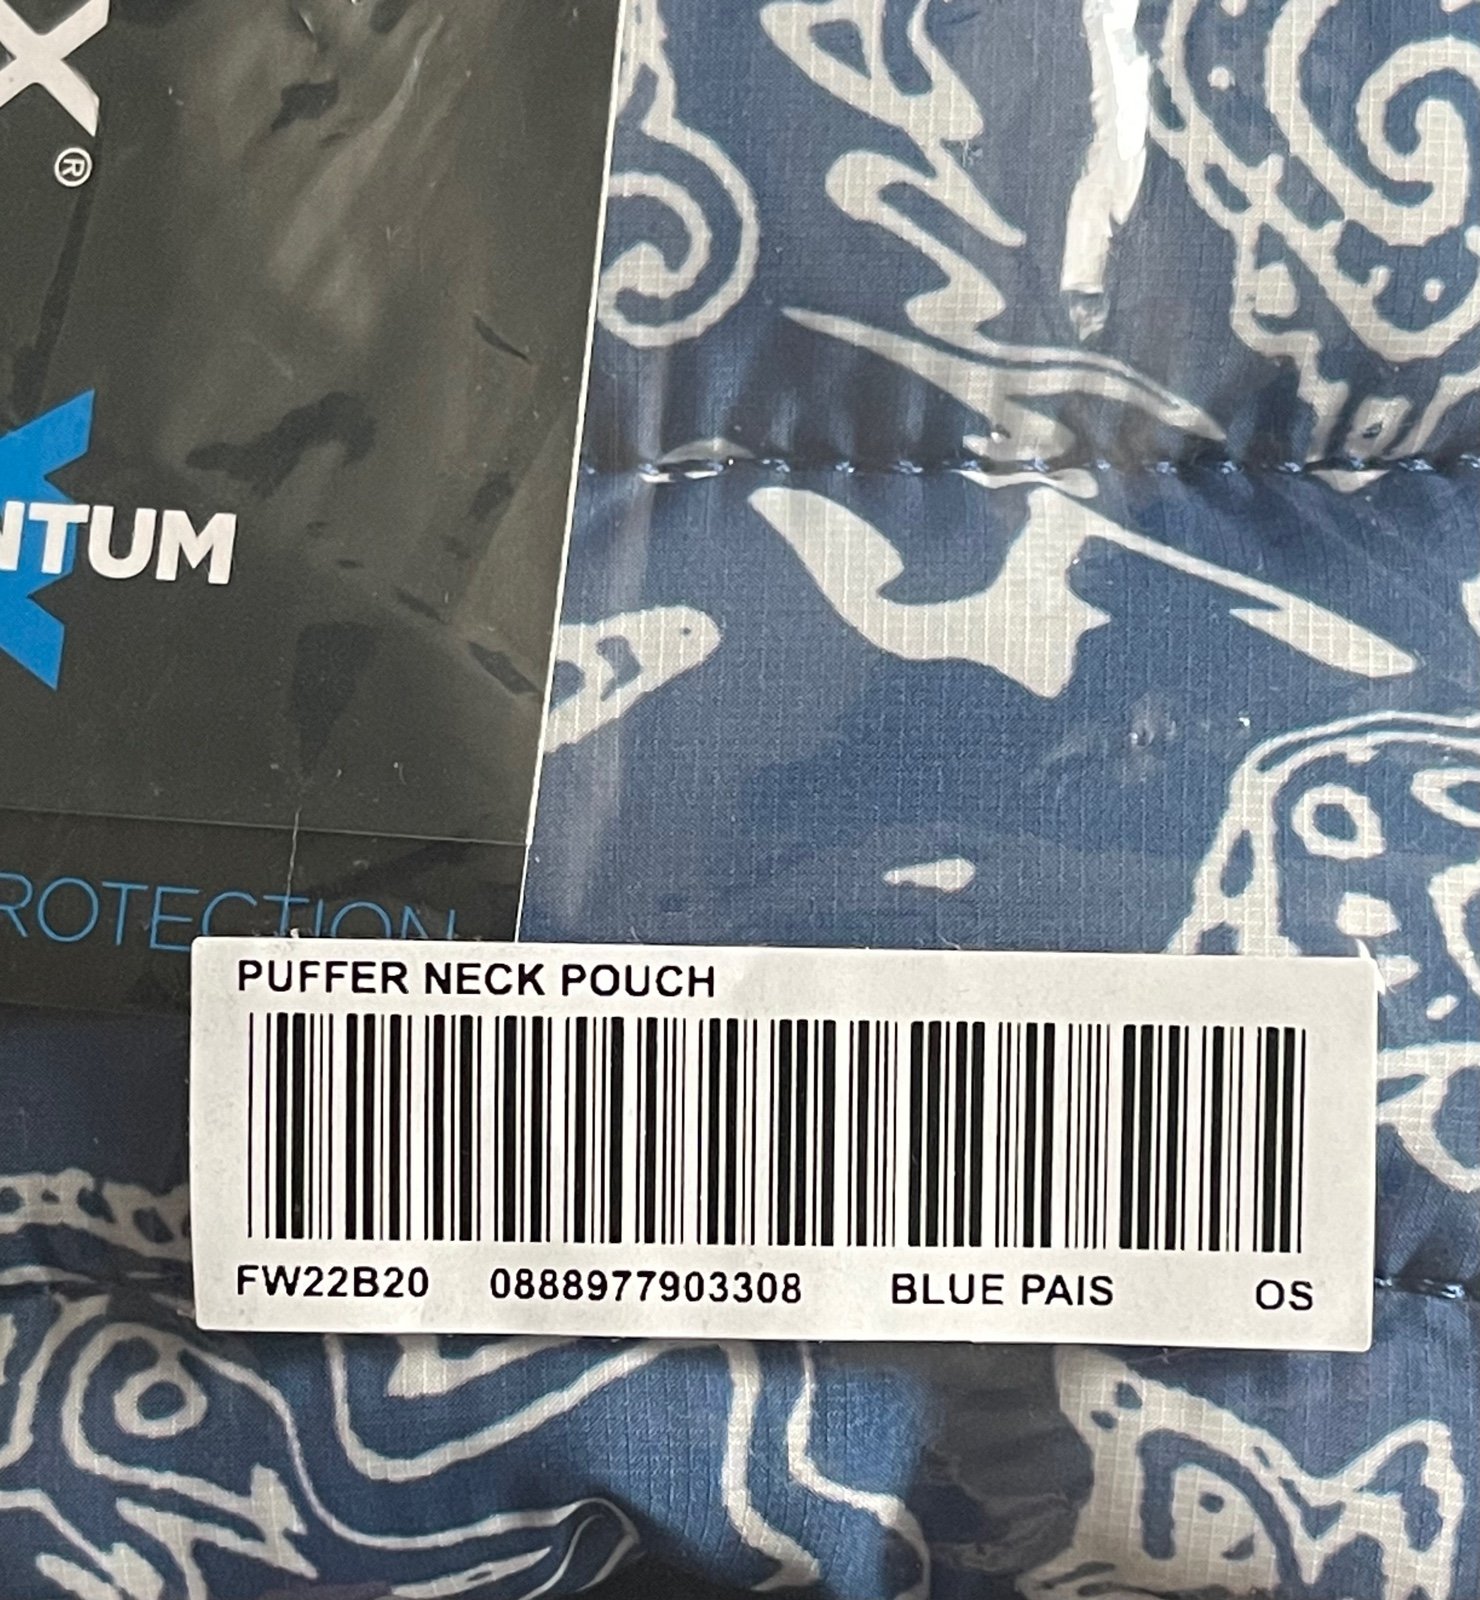 X®
NTUM
ROTECTION
PUFFER NECK POUCH
FW22B20 0888977903308 BLUE PAIS OS